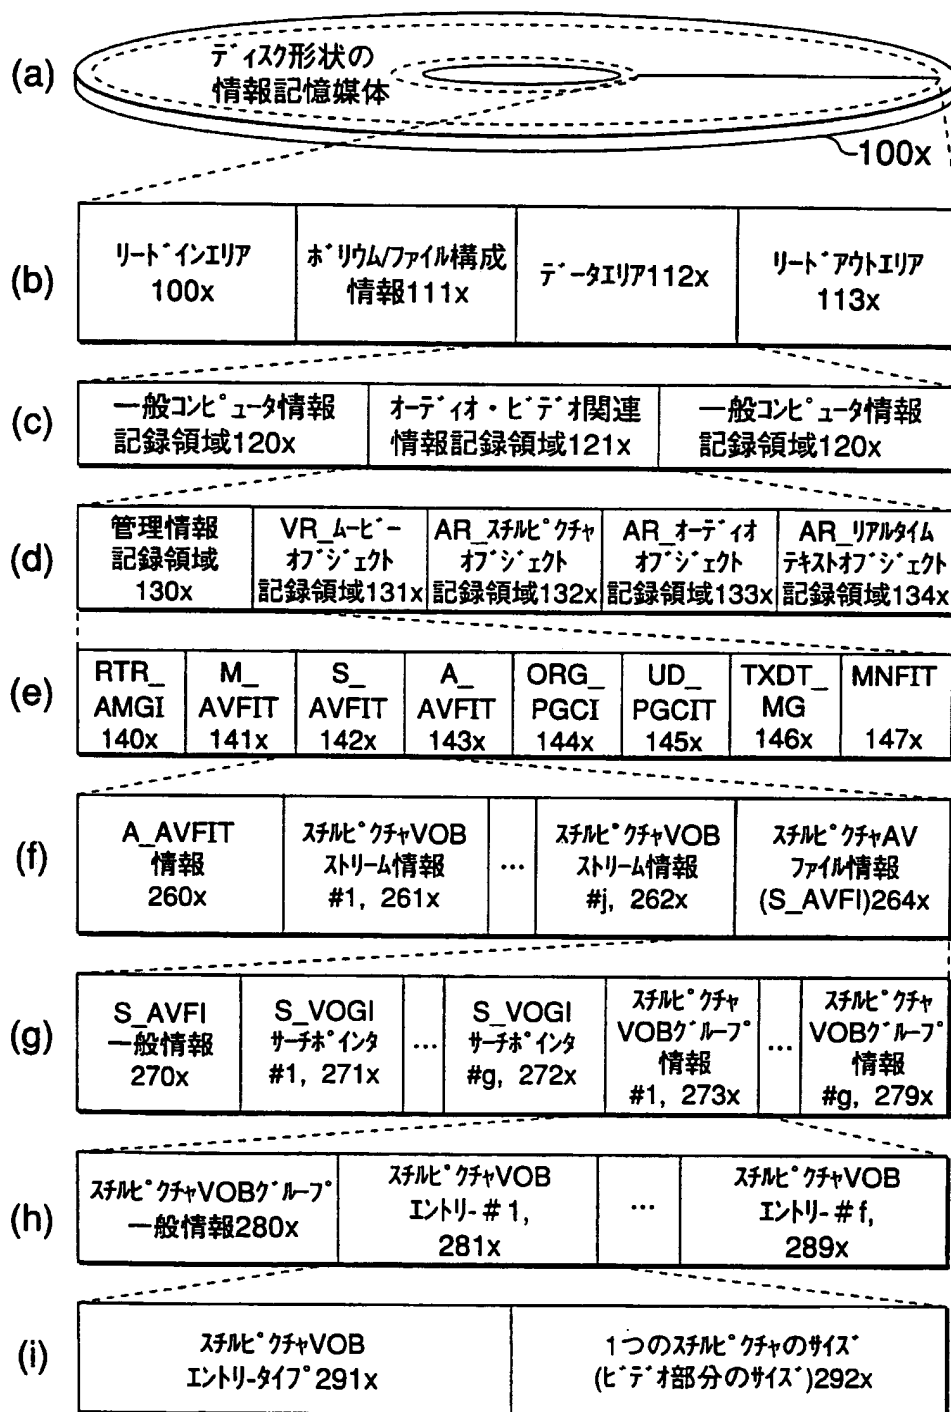 (a)
ディスク形状の
情報記憶媒体
100x
(b)
リードインエリア
100x
ボリウム/ファイル構成
情報111x
データエリア112x
リードアウトエリア
113x
(c)
一般コンピュータ情報
記録領域120x
オーディオ・ビデオ関連
情報記録領域121x
一般コンピュータ情報
記録領域120x
(d)
管理情報
記録領域
130x
VR_ムービー
オブジェクト
記録領域131x
AR_スチルピクチャ
オブジェクト
記録領域132x
AR_オーディオ
オブジェクト
記録領域133x
AR_リアルタイム
テキストオブジェクト
記録領域134x
(e)
RTR_
AMGI
140x
M_
AVFIT
141x
S_
AVFIT
142x
A_
AVFIT
143x
ORG_
PGCI
144x
UD_
PGCIT
145x
TXDT_
MG
146x
MNFIT
147x
(f)
A_AVFIT
情報
260x
スチルピクチャVOB
ストリーム情報
#1, 261x
...
スチルピクチャVOB
ストリーム情報
#j, 262x
スチルピクチャAV
ファイル情報
(S_AVFI)264x
(g)
S_AVFI
一般情報
270x
S_VOGI
サーチポインタ
#1, 271x
...
S_VOGI
サーチポインタ
#g, 272x
スチルピクチャ
VOBグループ
情報
#1, 273x
...
スチルピクチャ
VOBグループ
情報
#g, 279x
(h)
スチルピクチャVOBグループ
一般情報280x
スチルピクチャVOB
エントリー#1,
281x
...
スチルピクチャVOB
エントリー#f,
289x
(i)
スチルピクチャVOB
エントリータイプ291x
1つのスチルピクチャのサイズ
(ビデオ部分のサイズ)292x